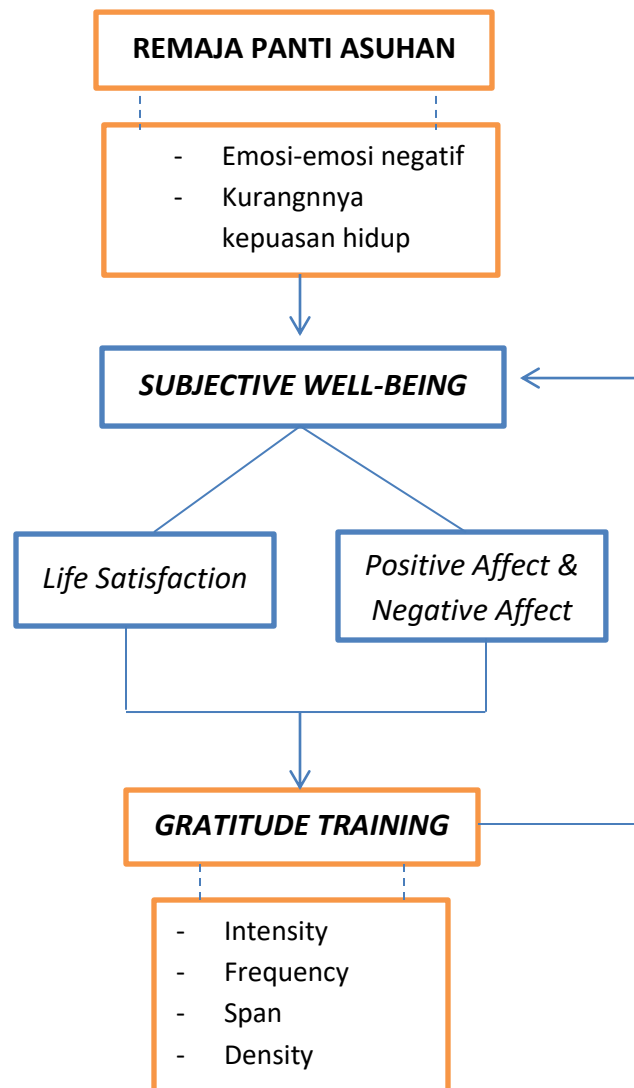 REMAJA PANTI ASUHAN
- Emosi-emosi negatif
- Kurangnnya
kepuasan hidup
SUBJECTIVE WELL-BEING
Life Satisfaction
Positive Affect &
Negative Affect
GRATITUDE TRAINING
- Intensity
- Frequency
- Span
- Density